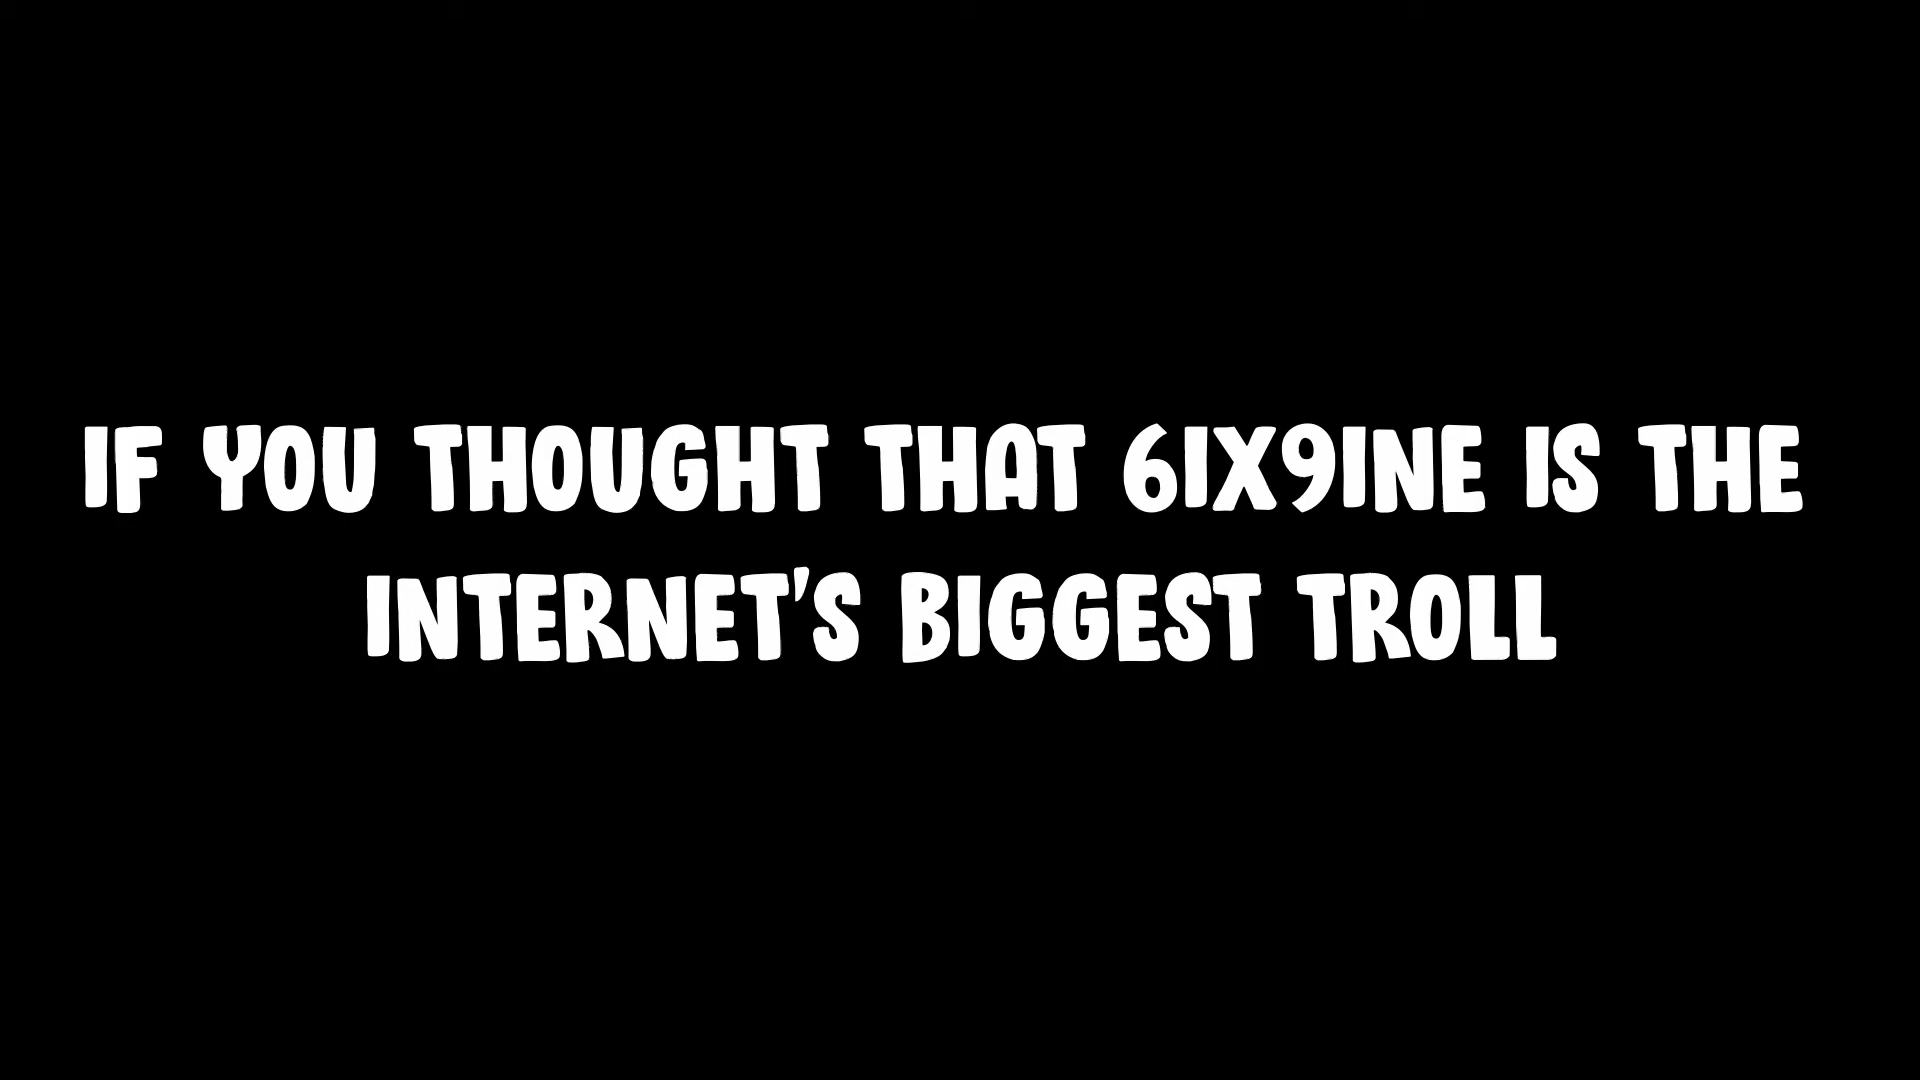 IF YOU THOUGHT THAT 6IX9INE IS THE
INTERNET'S BIGGEST TROLL